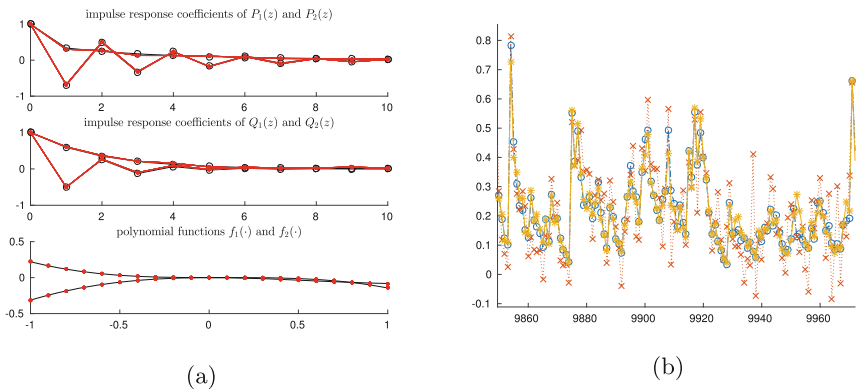 impulse response coefficients of P₁(z) and P₂(z)
1
0
-1
0 2 4 6 8 10
impulse response coefficients of Q₁(z) and Q₂(z)
1
0
-1
0 2 4 6 8 10
polynomial functions f₁(·) and f₂(·)
0.5
0
-0.5
-1 -0.5 0 0.5 1
(a)
0.8
0.7
0.6
0.5
0.4
0.3
0.2
0.1
0
-0.1
9860 9880 9900 9920 9940 9960
(b)